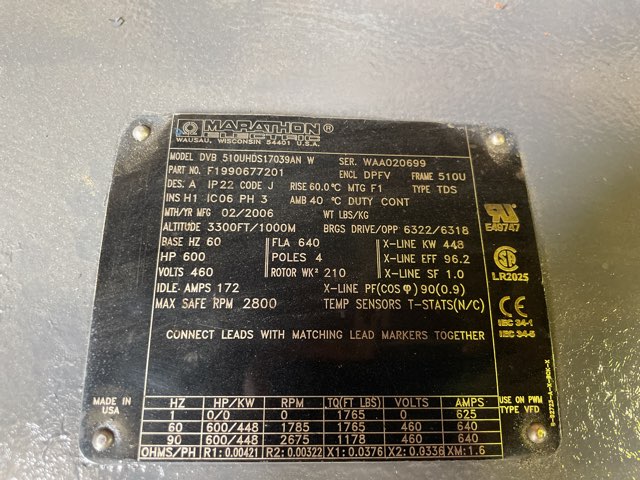 MARATHON ®
ELECTRIC
WAUSAU, WISCONSIN 54401 U.S.A.
MODEL DVB 510UHDS17039AN W SER. WAA020699
PART NO. F1990677201 ENCL DPFV FRAME 510U
DES. A IP22 CODE J RISE 60.0°C MTG F1 TYPE TDS
INS H1 IC06 PH 3 AMB 40 °C DUTY CONT
MTH/YR MFG 02/2006 WT LBS/KG
ALTITUDE 3300FT/1000M BRGS DRIVE/OPP 6322/6318
BASE HZ 60 FLA 640 X-LINE KW 448
HP 600 POLES 4 X-LINE EFF 96.2
VOLTS 460 ROTOR WK² 210 X-LINE SF 1.0
IDLE- AMPS 172 X-LINE PF(COS φ) 90(0.9)
MAX SAFE RPM 2800 TEMP SENSORS T-STATS(N/C)
CONNECT LEADS WITH MATCHING LEAD MARKERS TOGETHER
E49747
LR2025
CE
IEC 34-1
IEC 34-5
MADE IN
USA
HZ HP/KW RPM TQ(FT LBS) VOLTS AMPS
1 0/0 0 1765 0 625
60 600/448 1785 1765 460 640
90 600/448 2675 1178 460 640
OHMS/PH R1: 0.00421 R2: 0.00322 X1: 0.0376 X2: 0.0336 XM: 1.6
USE ON PWM
TYPE VFD